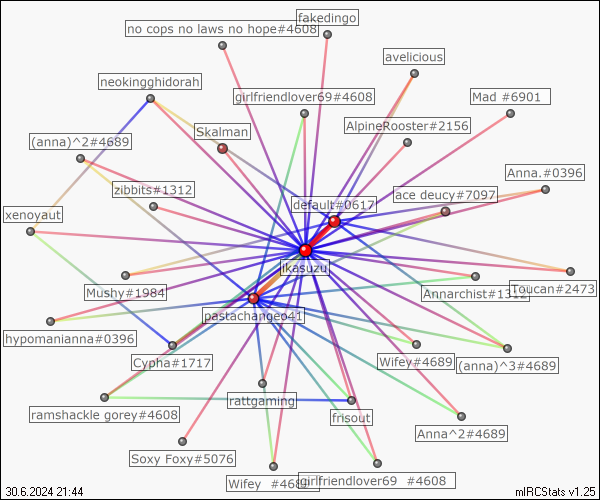 no cops no laws no hope#4608
fakedingo
avelicious
neokingghidorah
girlfriendlover69#4608
Mad #6901
Skalman
AlpineRooster#2156
(anna)^2#4689
zibbits#1312
default#0617
ace deucy#7097
Anna.#0396
xenovaut
jikasuzu
Mushy#1984
Annarchist#1312
Toucan#2473
pastachange041
hypomanianna#0396
Cypha#1717
Wifey#4689
(anna)^3#4689
rattgaming
ramshackle gorey#4608
frisout
Anna^2#4689
Soxy Foxy#5076
Wifey #4689
girlfriendlover69 #4608
30.6.2024 21:44
mIRCStats v1.25